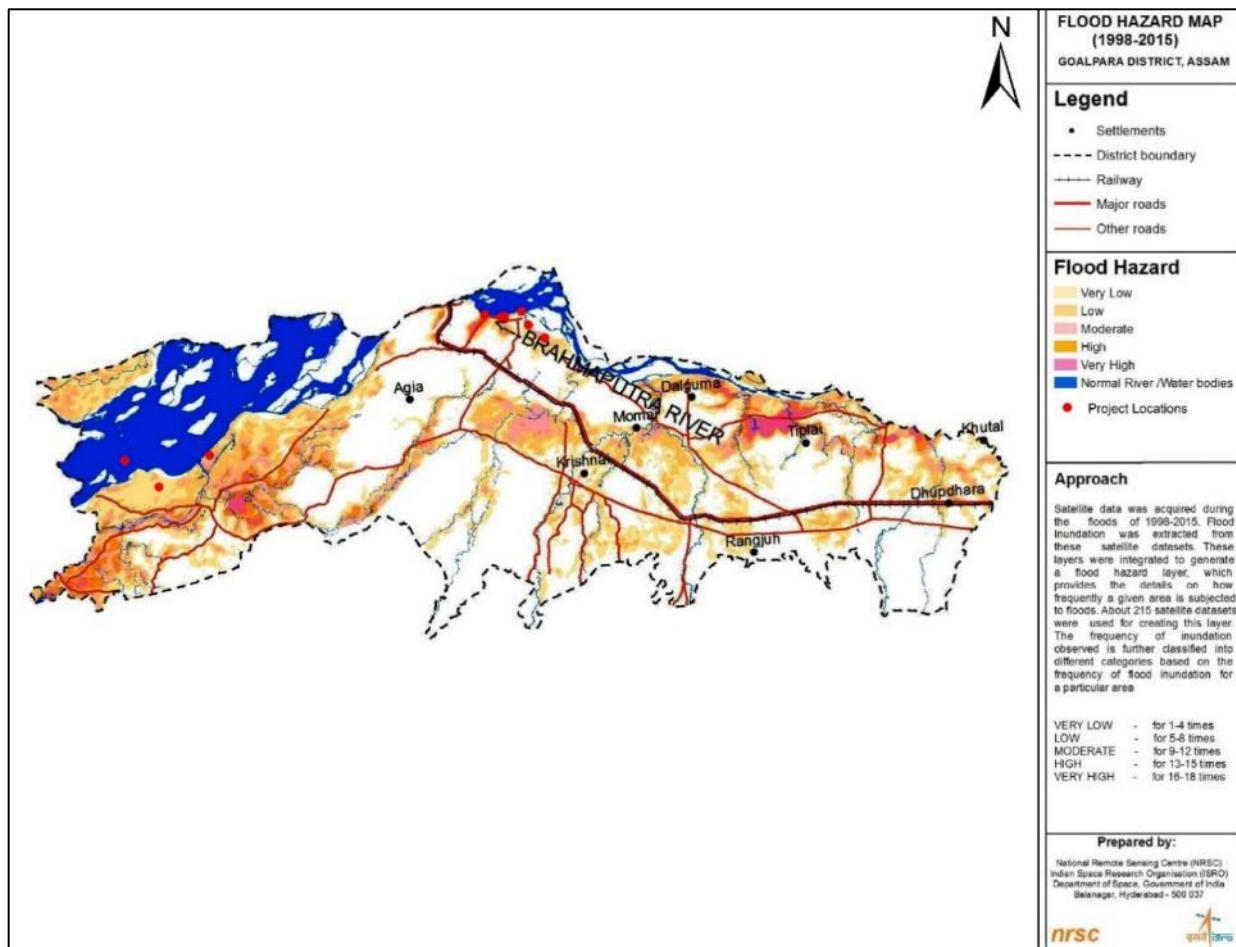 N
BRAHMAPUTRA RIVER
Agia
Dalguma
Mornai
Tiplai
Khutal
Krishnai
Dhupdhara
Rangjuh
FLOOD HAZARD MAP
(1998-2015)
GOALPARA DISTRICT, ASSAM
Legend
Settlements
District boundary
Railway
Major roads
Other roads
Flood Hazard
Very Low
Low
Moderate
High
Very High
Normal River /Water bodies
Project Locations
Approach
Satellite data was acquired during
the floods of 1998-2015. Flood
Inundation was extracted from
these satellite datasets. These
layers were integrated to generate
a flood hazard layer, which
provides the details on how
frequently a given area is subjected
to floods. About 215 satellite datasets
were used for creating this layer.
The frequency of inundation
observed is further classified into
different categories based on the
frequency of flood inundation for
a particular area
VERY LOW - for 1-4 times
LOW - for 5-8 times
MODERATE - for 9-12 times
HIGH - for 13-15 times
VERY HIGH - for 16-18 times
Prepared by:
National Remote Sensing Centre (NRSC)
Indian Space Research Organisation (ISRO)
Department of Space, Government of India
Balanagar, Hyderabad - 500 037
nrsc
इसरो isro